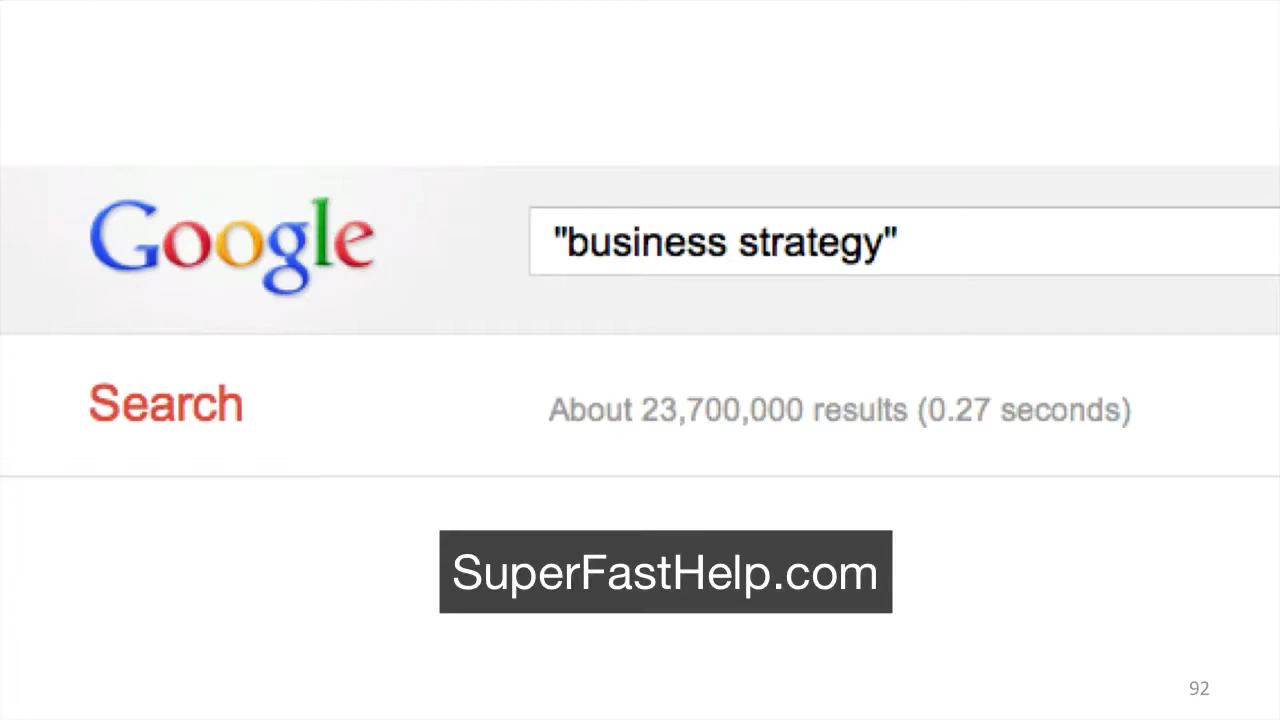 Google
"business strategy"
Search
About 23,700,000 results (0.27 seconds)
SuperFastHelp.com
92